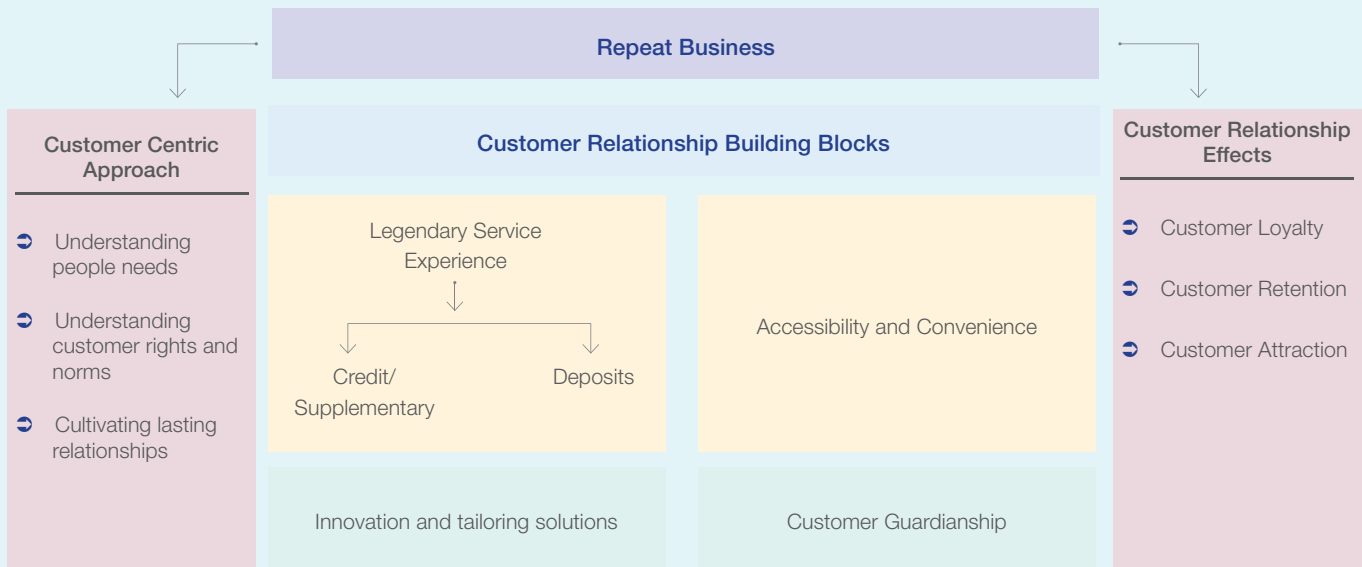 Repeat Business
Customer Centric
Approach
Understanding
people needs
Understanding
customer rights and
norms
Cultivating lasting
relationships
Customer Relationship Building Blocks
Legendary Service
Experience
Credit/
Supplementary
Deposits
Accessibility and Convenience
Innovation and tailoring solutions
Customer Guardianship
Customer Relationship
Effects
Customer Loyalty
Customer Retention
Customer Attraction